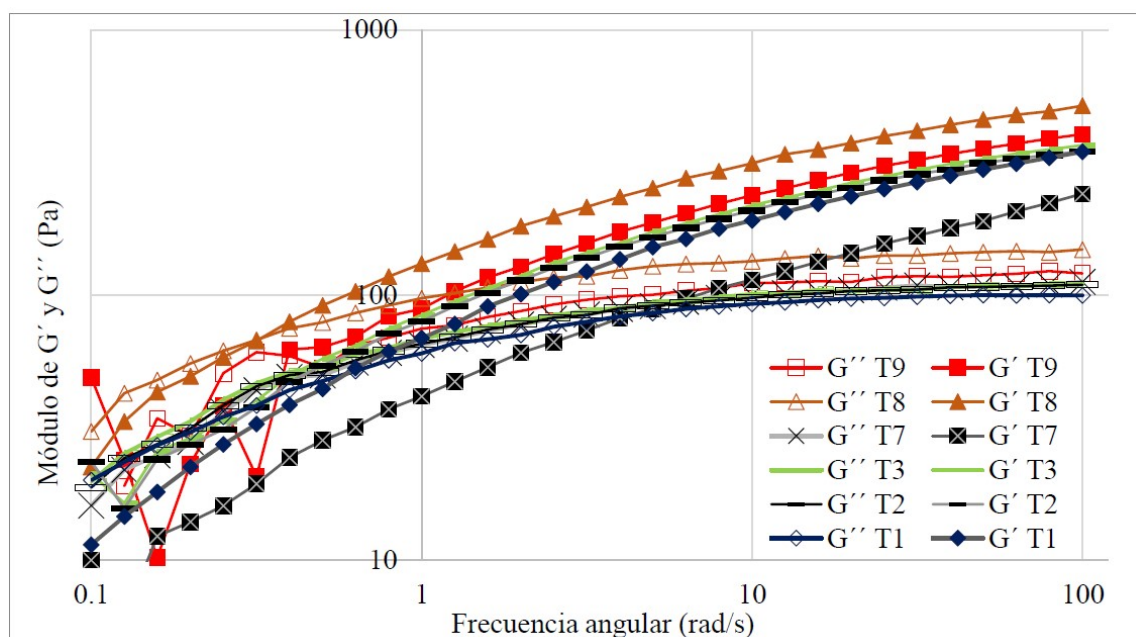 1000
100
10
Módulo de G´ y G´´ (Pa)
G´´ T9 G´ T9
G´´ T8 G´ T8
G´´ T7 G´ T7
G´´ T3 G´ T3
G´´ T2 G´ T2
G´´ T1 G´ T1
0.1 1 10 100
Frecuencia angular (rad/s)